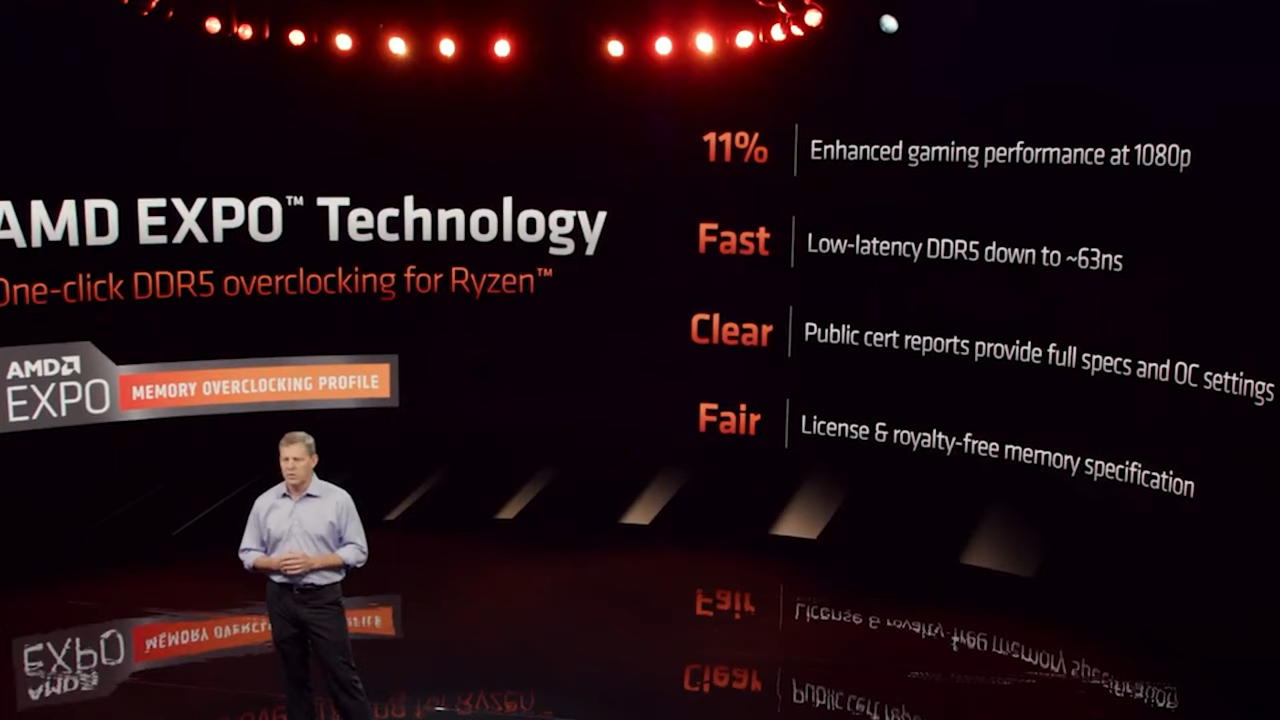 AMD EXPO™ Technology
One-click DDR5 overclocking for Ryzen™
AMD
EXPO
MEMORY OVERCLOCKING PROFILE
11%
Enhanced gaming performance at 1080p
Fast
Low-latency DDR5 down to ~63ns
Clear
Public cert reports provide full specs and OC settings
Fair
License & royalty-free memory specification